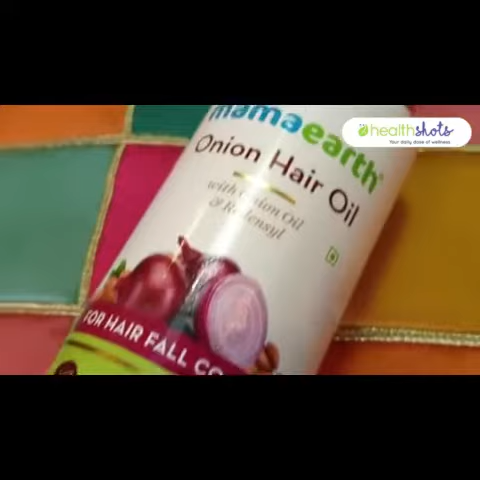 healthshots
Your daily dose of wellness
mamaearth
Onion Hair Oil
with Onion Oil
& Redensyl
FOR HAIR FALL CO